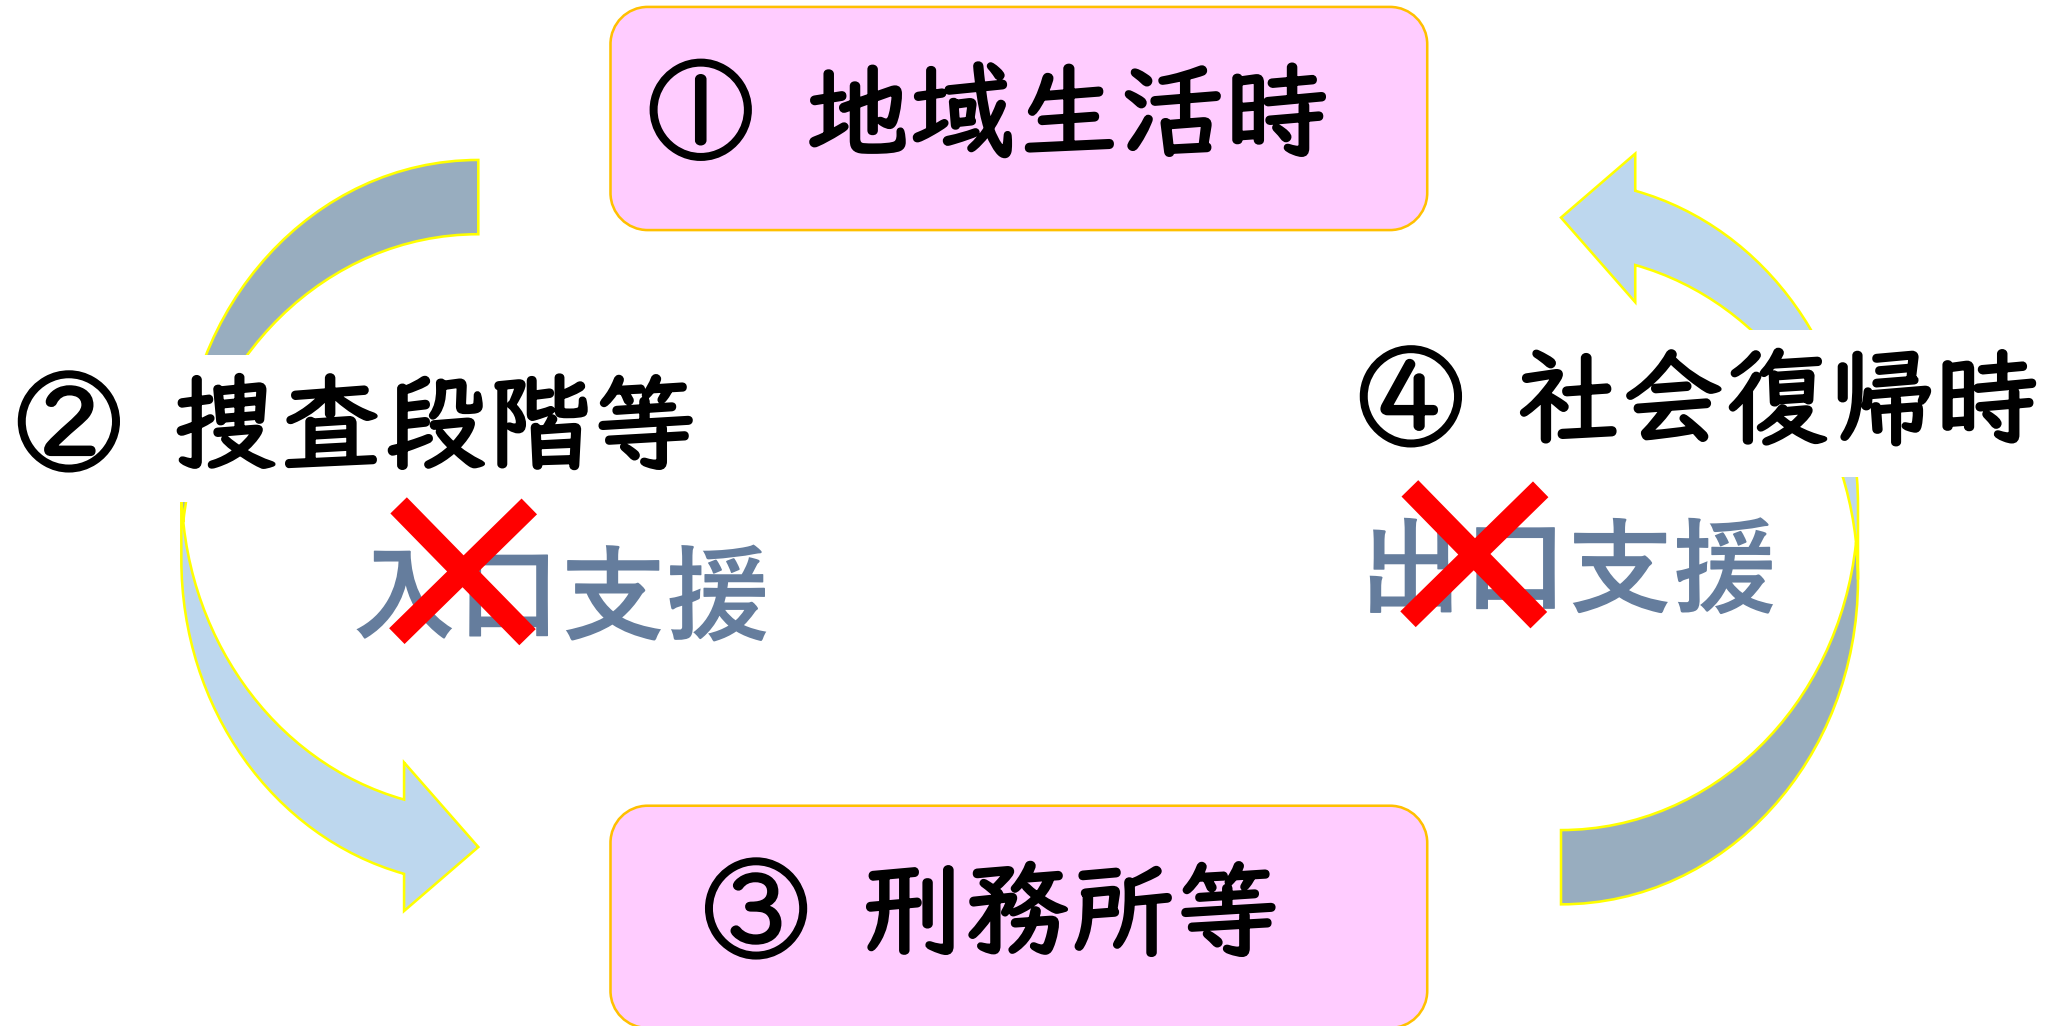 ① 地域生活時
② 捜査段階等
入口支援
④ 社会復帰時
出口支援
③ 刑務所等